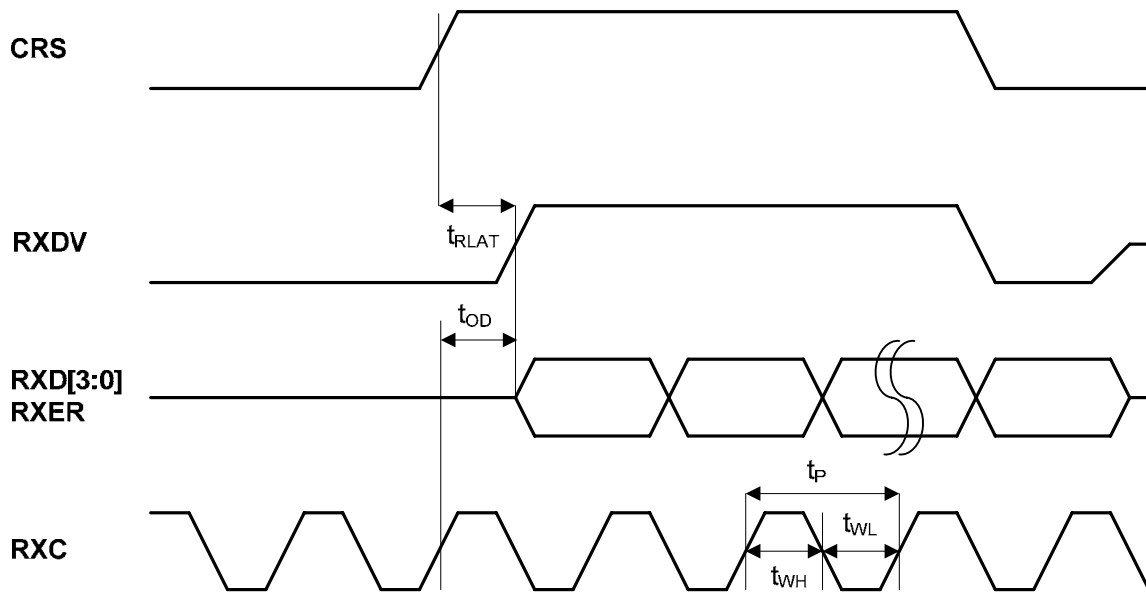 CRS
RXDV
tRLAT
tOD
RXD[3:0]
RXER
tP
RXC
tWL
tWH